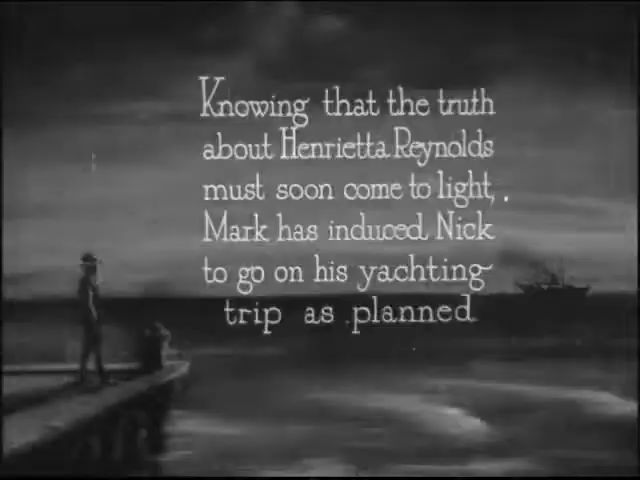 Knowing that the truth
about Henrietta Reynolds
must soon come to light,
Mark has induced Nick
to go on his yachting
trip as planned